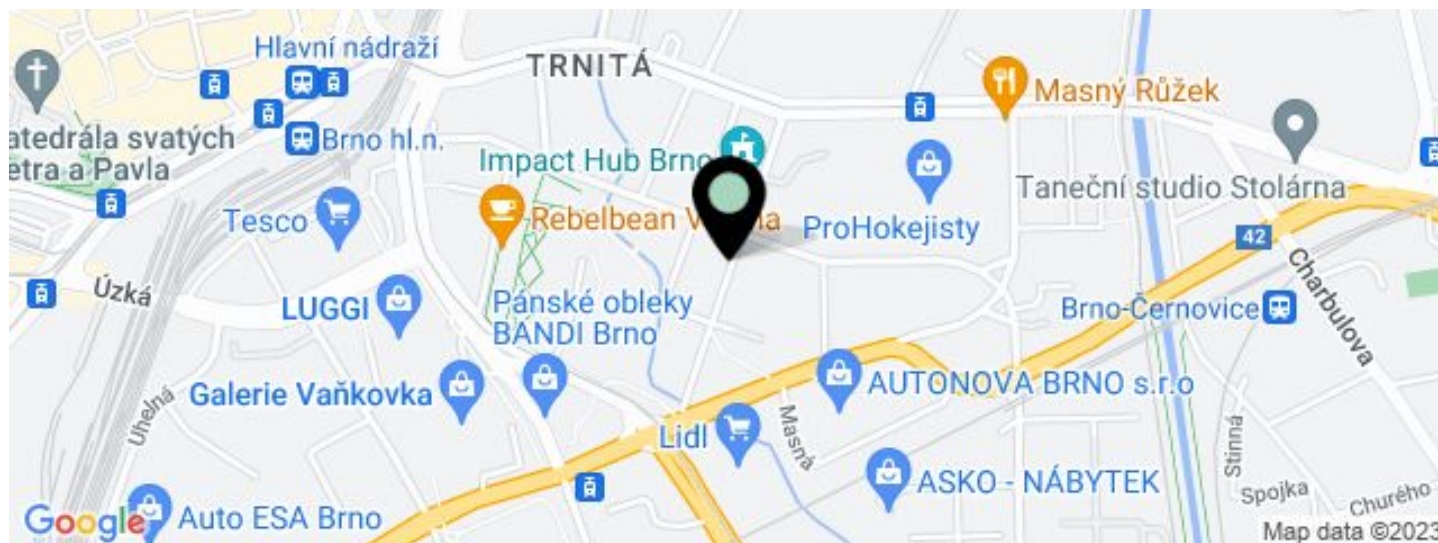 Hlavní nádraží
TRNITÁ
Masný Růžek
atedrála svatých
etra a Pavla
Brno hl.n.
Impact Hub Brno
Taneční studio Stolárna
Tesco
Rebelbean V
na
ProHokejisty
42
Úzká
LUGGI
Pánské obleky
BANDI Brno
Brno-Černovice
Charbulova
Galerie Vaňkovka
AUTONOVA BRNO s.r.o
Uhelná
Lidl
Masná
Stinná
ASKO - NÁBYTEK
Spojka
Churého
Google
Auto ESA Brno
Map data ©2023